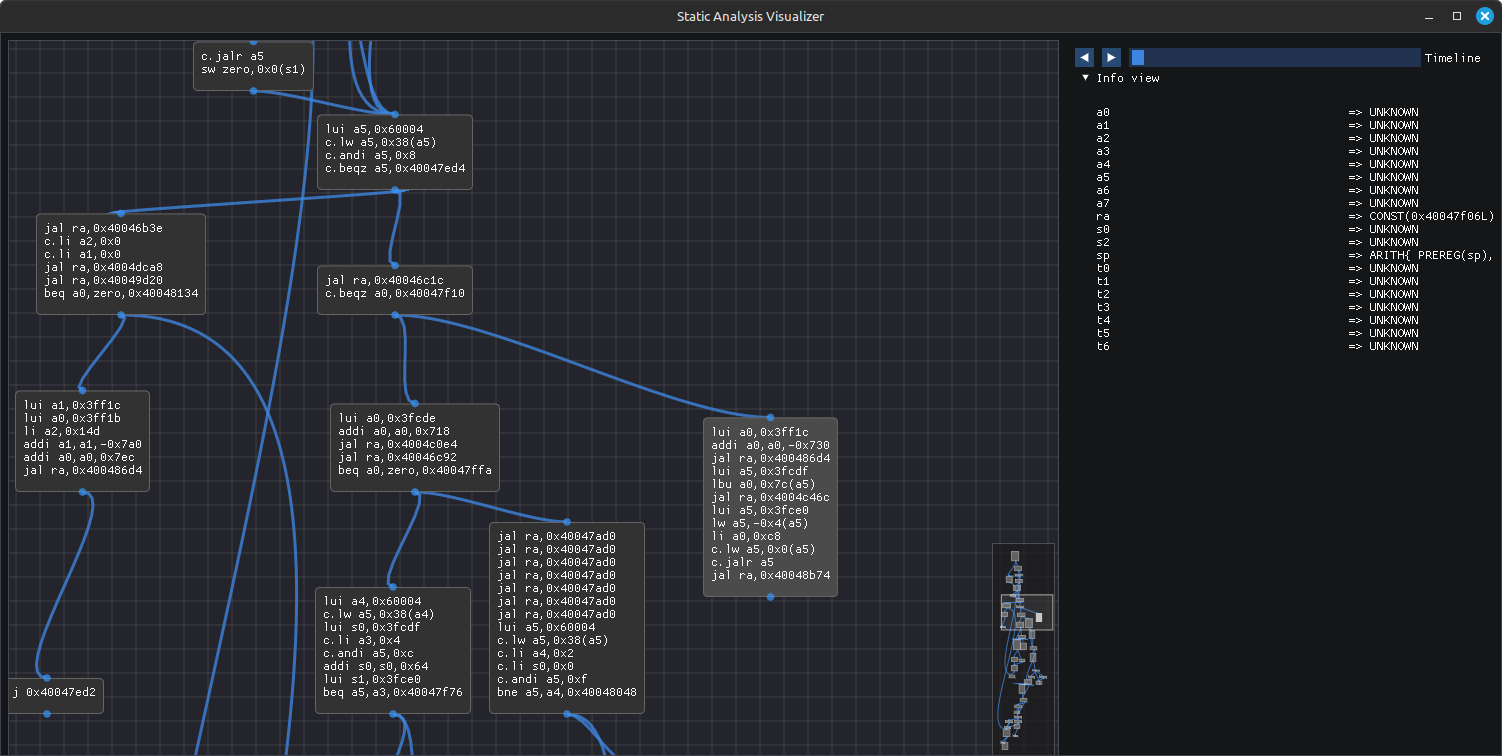 Static Analysis Visualizer
c.jalr a5
sw zero,0x0(s1)
lui a5,0x60004
c.lw a5,0x38(a5)
c.andi a5,0x8
c.beqz a5,0x40047ed4
jal ra,0x40046b3e
c.li a2,0x0
c.li a1,0x0
jal ra,0x4004dca8
jal ra,0x40049d20
beq a0,zero,0x40048134
jal ra,0x40046c1c
c.beqz a0,0x40047f10
lui a1,0x3ff1c
lui a0,0x3ff1b
li a2,0x14d
addi a1,a1,-0x7a0
addi a0,a0,0x7ec
jal ra,0x400486d4
lui a0,0x3fcde
addi a0,a0,0x718
jal ra,0x4004c0e4
jal ra,0x40046c92
beq a0,zero,0x40047ffa
lui a0,0x3ff1c
addi a0,a0,-0x730
jal ra,0x400486d4
lui a5,0x3fcdf
lbu a0,0x7c(a5)
jal ra,0x4004c46c
lui a5,0x3fce0
lw a5,-0x4(a5)
li a0,0xc8
c.lw a5,0x0(a5)
c.jalr a5
jal ra,0x40048b74
jal ra,0x40047ad0
jal ra,0x40047ad0
jal ra,0x40047ad0
jal ra,0x40047ad0
jal ra,0x40047ad0
jal ra,0x40047ad0
jal ra,0x40047ad0
lui a5,0x60004
c.lw a5,0x38(a5)
c.li a4,0x2
c.li s0,0x0
c.andi a5,0xf
bne a5,a4,0x40048048
lui a4,0x60004
c.lw a5,0x38(a4)
lui s0,0x3fcdf
c.li a3,0x4
c.andi a5,0xc
addi s0,s0,0x64
lui s1,0x3fce0
beq a5,a3,0x40047f76
j 0x40047ed2
Timeline
Info view
a0 => UNKNOWN
a1 => UNKNOWN
a2 => UNKNOWN
a3 => UNKNOWN
a4 => UNKNOWN
a5 => UNKNOWN
a6 => UNKNOWN
a7 => UNKNOWN
ra => CONST(0x40047f06L)
s0 => UNKNOWN
s2 => UNKNOWN
sp => ARITH{ PREREG(sp),
t0 => UNKNOWN
t1 => UNKNOWN
t2 => UNKNOWN
t3 => UNKNOWN
t4 => UNKNOWN
t5 => UNKNOWN
t6 => UNKNOWN